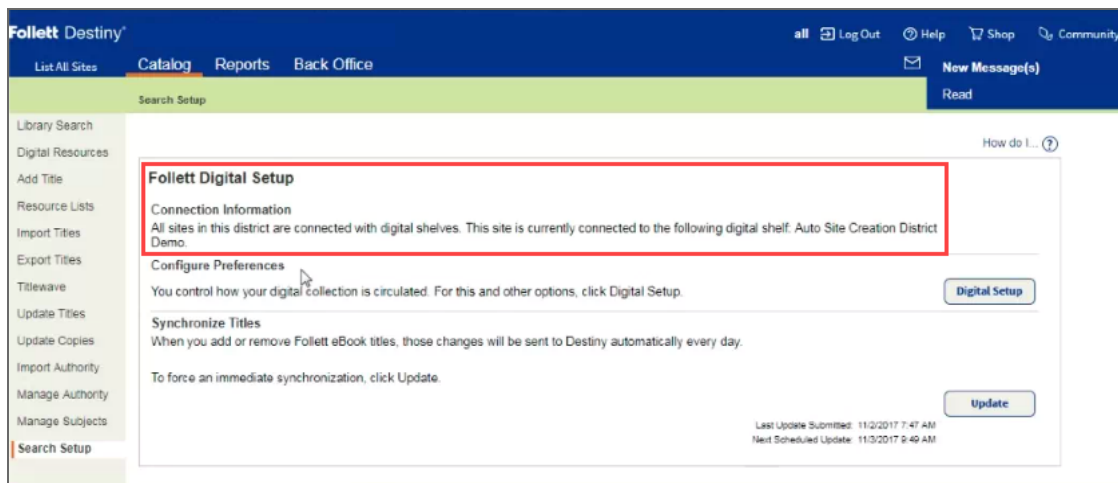 Follett Destiny®
all Log Out Help Shop Community
List All Sites Catalog Reports Back Office
New Message(s)
Read
Search Setup
Library Search
Digital Resources
Add Title
Resource Lists
Import Titles
Export Titles
Titlewave
Update Titles
Update Copies
Import Authority
Manage Authority
Manage Subjects
Search Setup
How do I... ?
Follett Digital Setup
Connection Information
All sites in this district are connected with digital shelves. This site is currently connected to the following digital shelf: Auto Site Creation District
Demo.
Configure Preferences
You control how your digital collection is circulated. For this and other options, click Digital Setup.
Digital Setup
Synchronize Titles
When you add or remove Follett eBook titles, those changes will be sent to Destiny automatically every day.
To force an immediate synchronization, click Update.
Update
Last Update Submitted: 11/2/2017 7:47 AM
Next Scheduled Update: 11/3/2017 9:49 AM